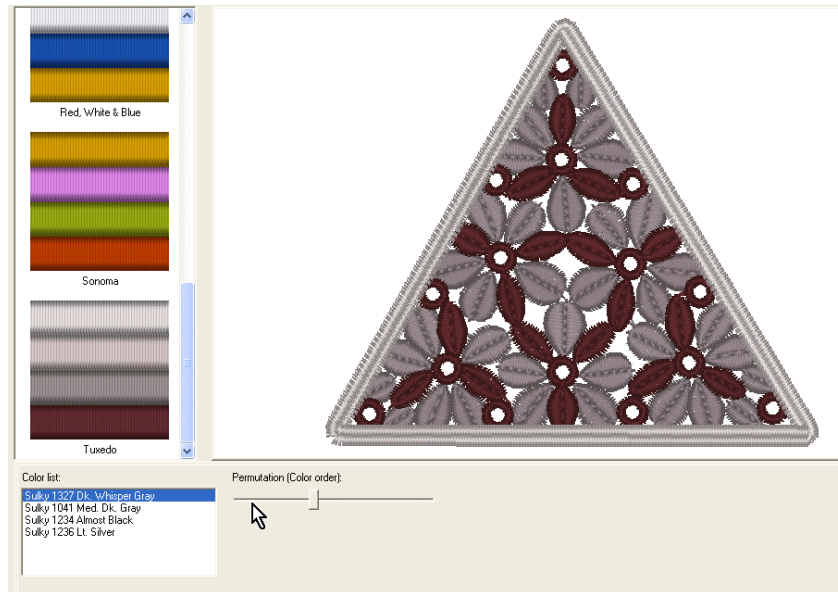 Red, White & Blue
Sonoma
Tuxedo
Color list:
Sulky 1327 Dk. Whisper Gray
Sulky 1041 Med. Dk. Gray
Sulky 1234 Almost Black
Sulky 1236 Lt. Silver
Permutation (Color order):